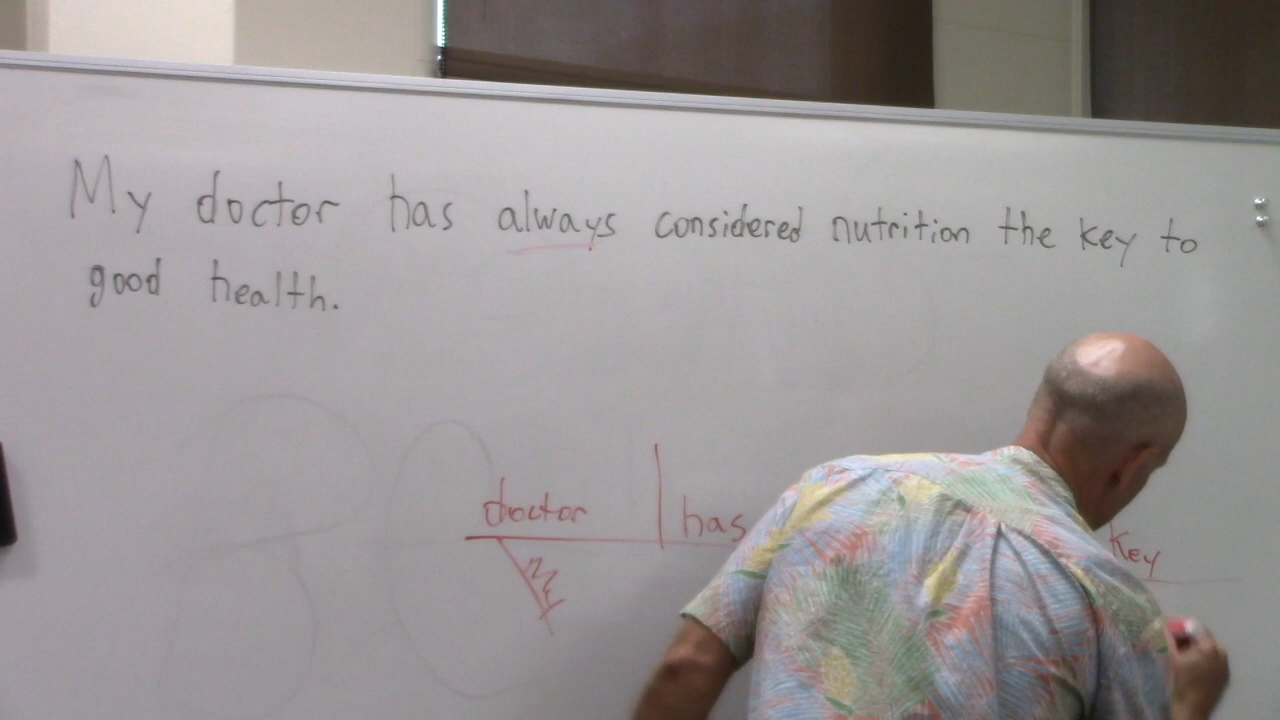 My doctor has always considered nutrition the key to
good health.
doctor has key
My